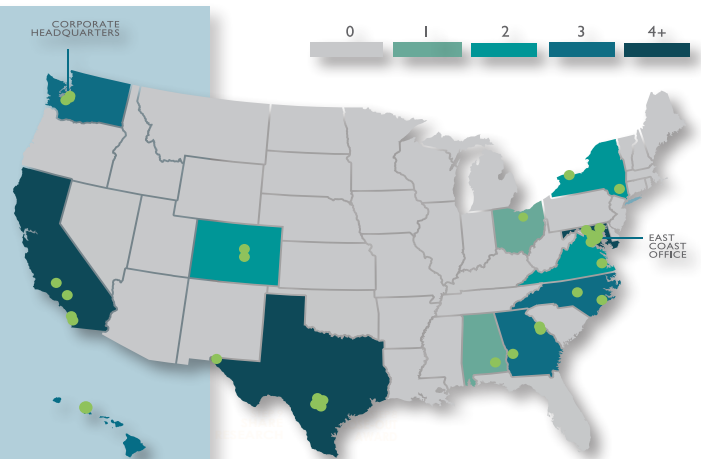 CORPORATE
HEADQUARTERS
0 1 2 3 4+
EAST
COAST
OFFICE